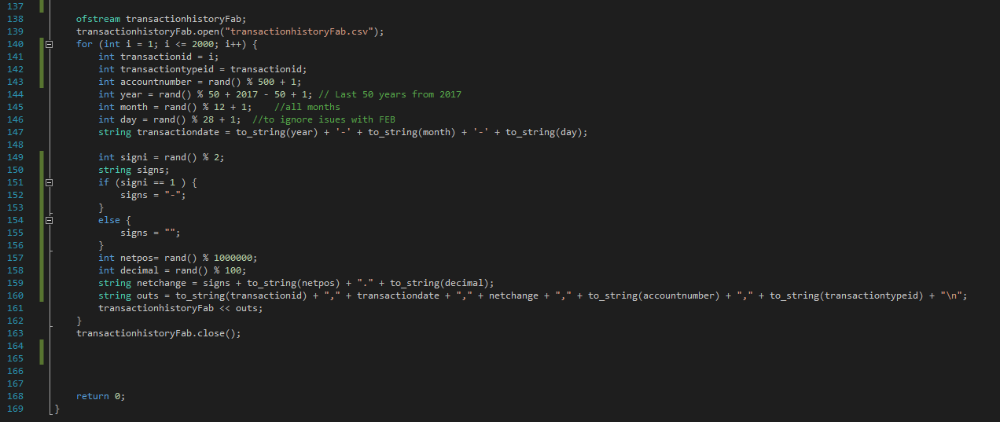 137
138 ofstream transactionhistoryFab;
139 transactionhistoryFab.open("transactionhistoryFab.csv");
140 for (int i = 1; i <= 2000; i++) {
141 int transactionid = i;
142 int transactiontypeid = transactionid;
143 int accountnumber = rand() % 500 + 1;
144 int year = rand() % 50 + 2017 - 50 + 1; // Last 50 years from 2017
145 int month = rand() % 12 + 1; //all months
146 int day = rand() % 28 + 1; //to ignore isues with FEB
147 string transactiondate = to_string(year) + '-' + to_string(month) + '-' + to_string(day);
148
149 int signi = rand() % 2;
150 string signs;
151 if (signi == 1 ) {
152 signs = "-";
153 }
154 else {
155 signs = "";
156 }
157 int netpos= rand() % 1000000;
158 int decimal = rand() % 100;
159 string netchange = signs + to_string(netpos) + "." + to_string(decimal);
160 string outs = to_string(transactionid) + "," + transactiondate + "," + netchange + "," + to_string(accountnumber) + "," + to_string(transactiontypeid) + "\n";
161 transactionhistoryFab << outs;
162 }
163 transactionhistoryFab.close();
164
165
166
167
168 return 0;
169 }